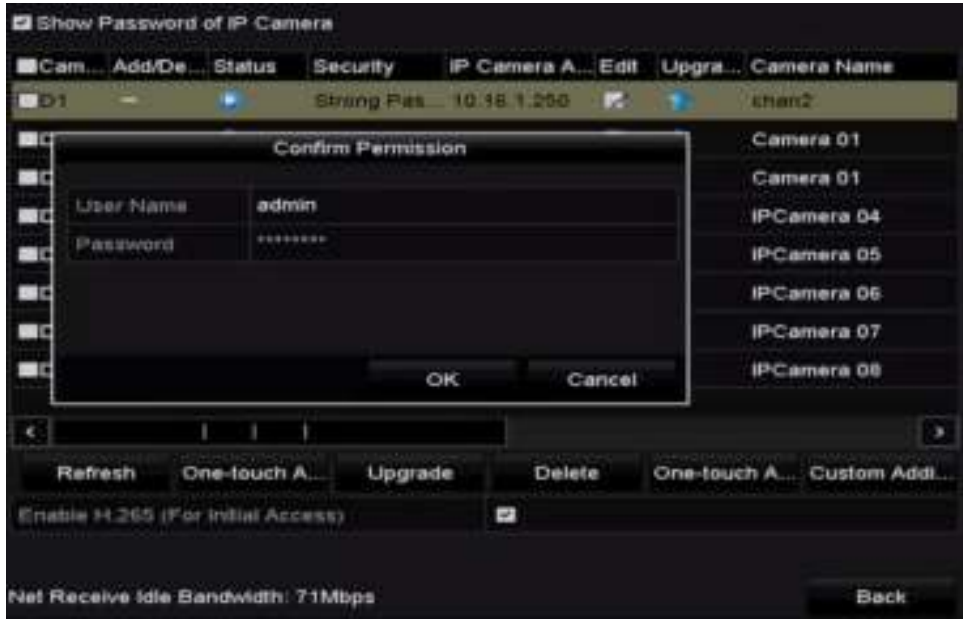 Show Password of IP Camera
Cam... Add/De... Status Security IP Camera A... Edit Upgra... Camera Name
D1 Strong Pas... 10.16.1.250 chan2
Confirm Permission
Camera 01
Camera 01
User Name admin
IPCamera 04
Password ********
IPCamera 05
IPCamera 06
IPCamera 07
OK Cancel
IPCamera 08
Refresh One-touch A... Upgrade Delete One-touch A... Custom Addi...
Enable H.265 (For Initial Access)
Net Receive Idle Bandwidth: 71Mbps
Back